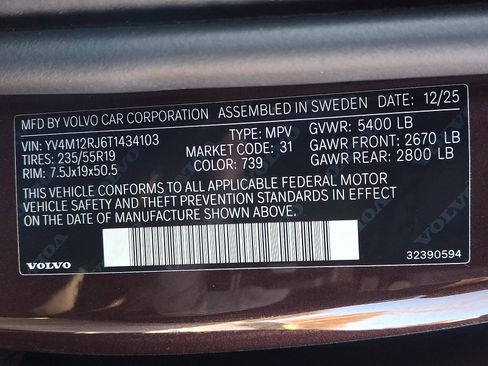 MFD BY VOLVO CAR CORPORATION ASSEMBLED IN SWEDEN DATE: 12/25
VIN: YV4M12RJ6T1434103 TYPE: MPV GVWR: 5400 LB
TIRES: 235/55R19 MARKET CODE: 31 GAWR FRONT: 2670 LB
RIM: 7.5Jx19x50.5 COLOR: 739 GAWR REAR: 2800 LB
THIS VEHICLE CONFORMS TO ALL APPLICABLE FEDERAL MOTOR
VEHICLE SAFETY AND THEFT PREVENTION STANDARDS IN EFFECT
ON THE DATE OF MANUFACTURE SHOWN ABOVE.
VOLVO 32390594